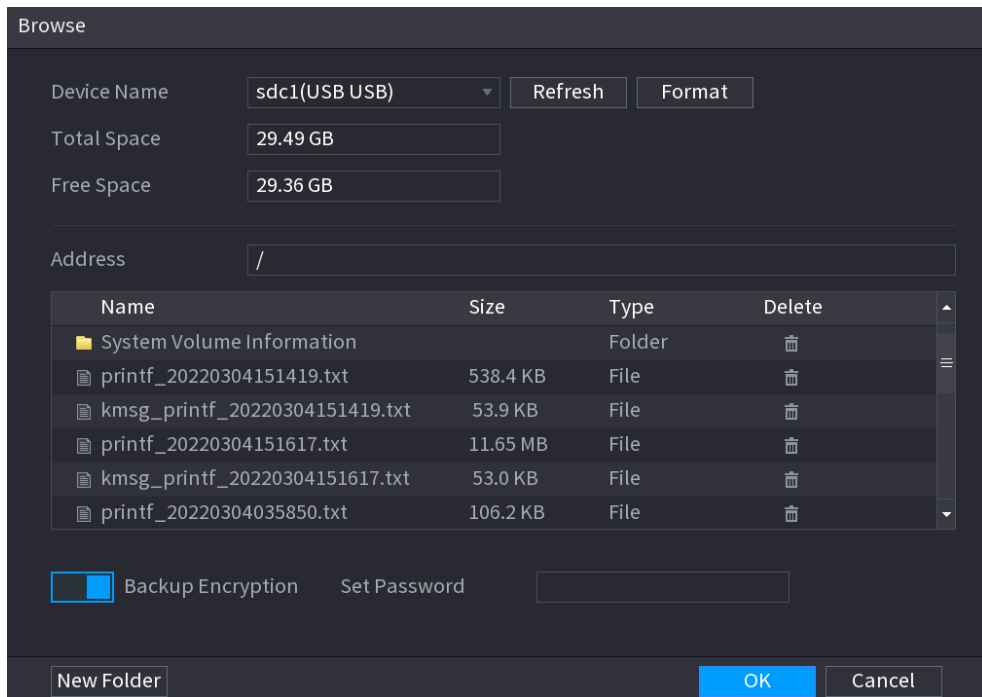 Browse
Device Name sdc1(USB USB) Refresh Format
Total Space 29.49 GB
Free Space 29.36 GB
Address /
Name Size Type Delete
System Volume Information Folder
printf_20220304151419.txt 538.4 KB File
kmsg_printf_20220304151419.txt 53.9 KB File
printf_20220304151617.txt 11.65 MB File
kmsg_printf_20220304151617.txt 53.0 KB File
printf_20220304035850.txt 106.2 KB File
Backup Encryption Set Password
New Folder OK Cancel